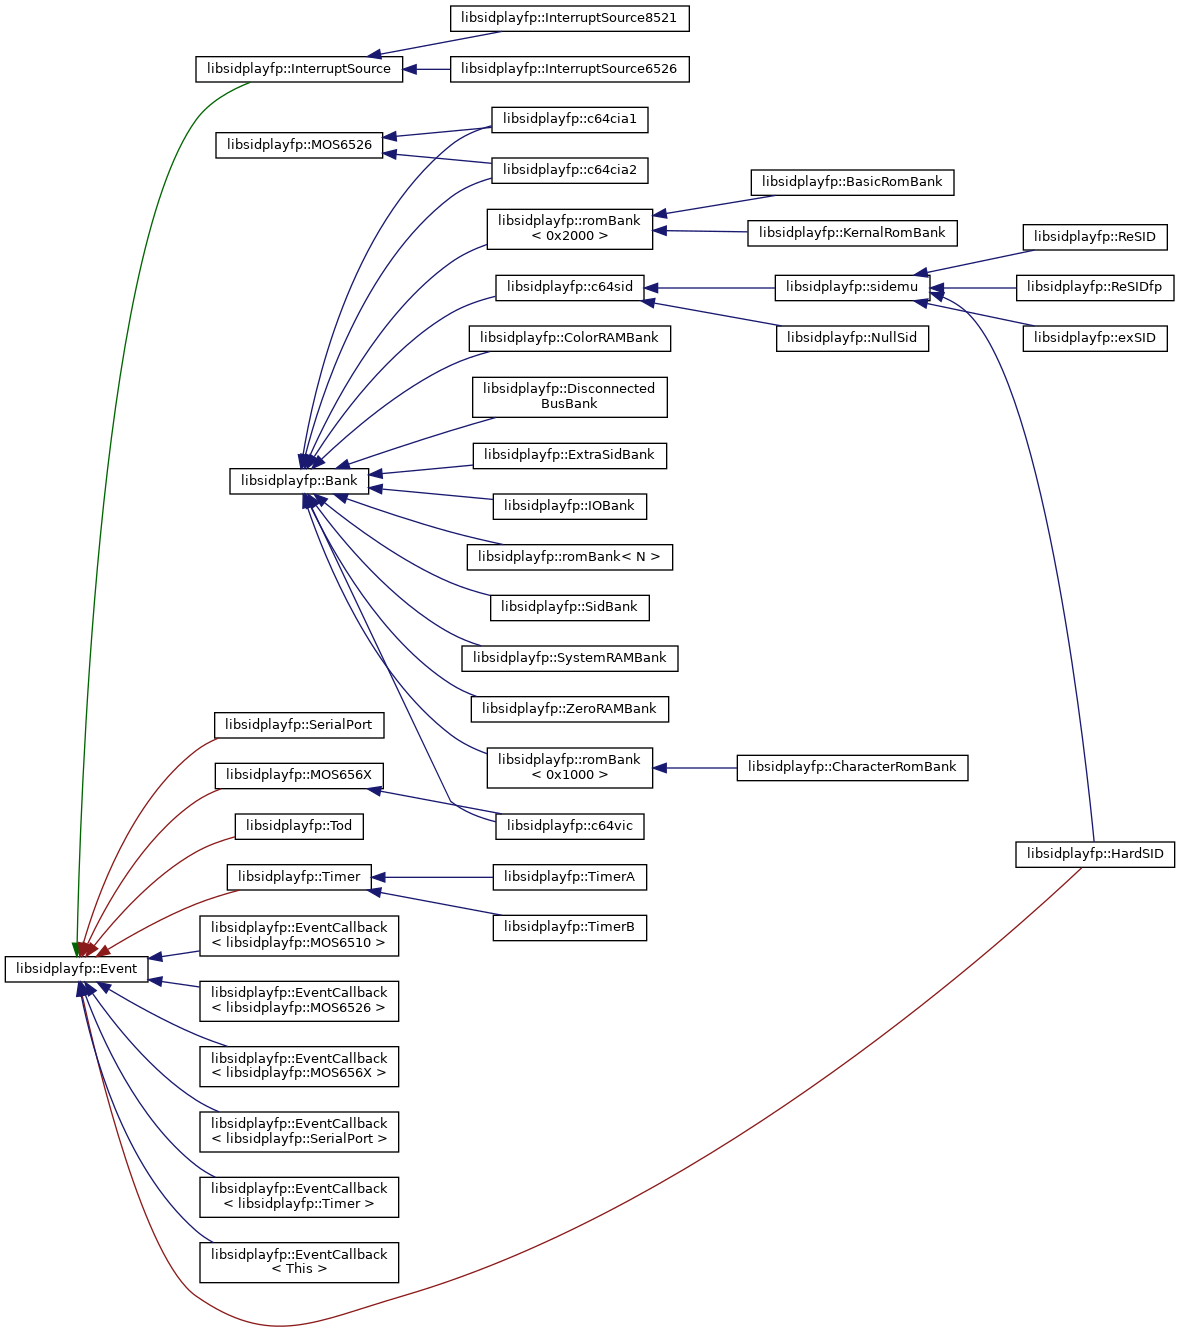 libsidplayfp::InterruptSource8521
libsidplayfp::InterruptSource
libsidplayfp::InterruptSource6526
libsidplayfp::c64cia1
libsidplayfp::MOS6526
libsidplayfp::c64cia2
libsidplayfp::BasicRomBank
libsidplayfp::romBank
< 0x2000 >
libsidplayfp::KernalRomBank
libsidplayfp::ReSID
libsidplayfp::c64sid
libsidplayfp::sidemu
libsidplayfp::ReSIDfp
libsidplayfp::ColorRAMBank
libsidplayfp::NullSid
libsidplayfp::exSID
libsidplayfp::Disconnected
BusBank
libsidplayfp::ExtraSidBank
libsidplayfp::Bank
libsidplayfp::IOBank
libsidplayfp::romBank< N >
libsidplayfp::SidBank
libsidplayfp::SystemRAMBank
libsidplayfp::ZeroRAMBank
libsidplayfp::SerialPort
libsidplayfp::romBank
< 0x1000 >
libsidplayfp::CharacterRomBank
libsidplayfp::MOS656X
libsidplayfp::Tod
libsidplayfp::c64vic
libsidplayfp::HardSID
libsidplayfp::Timer
libsidplayfp::TimerA
libsidplayfp::TimerB
libsidplayfp::EventCallback
< libsidplayfp::MOS6510 >
libsidplayfp::Event
libsidplayfp::EventCallback
< libsidplayfp::MOS6526 >
libsidplayfp::EventCallback
< libsidplayfp::MOS656X >
libsidplayfp::EventCallback
< libsidplayfp::SerialPort >
libsidplayfp::EventCallback
< libsidplayfp::Timer >
libsidplayfp::EventCallback
< This >